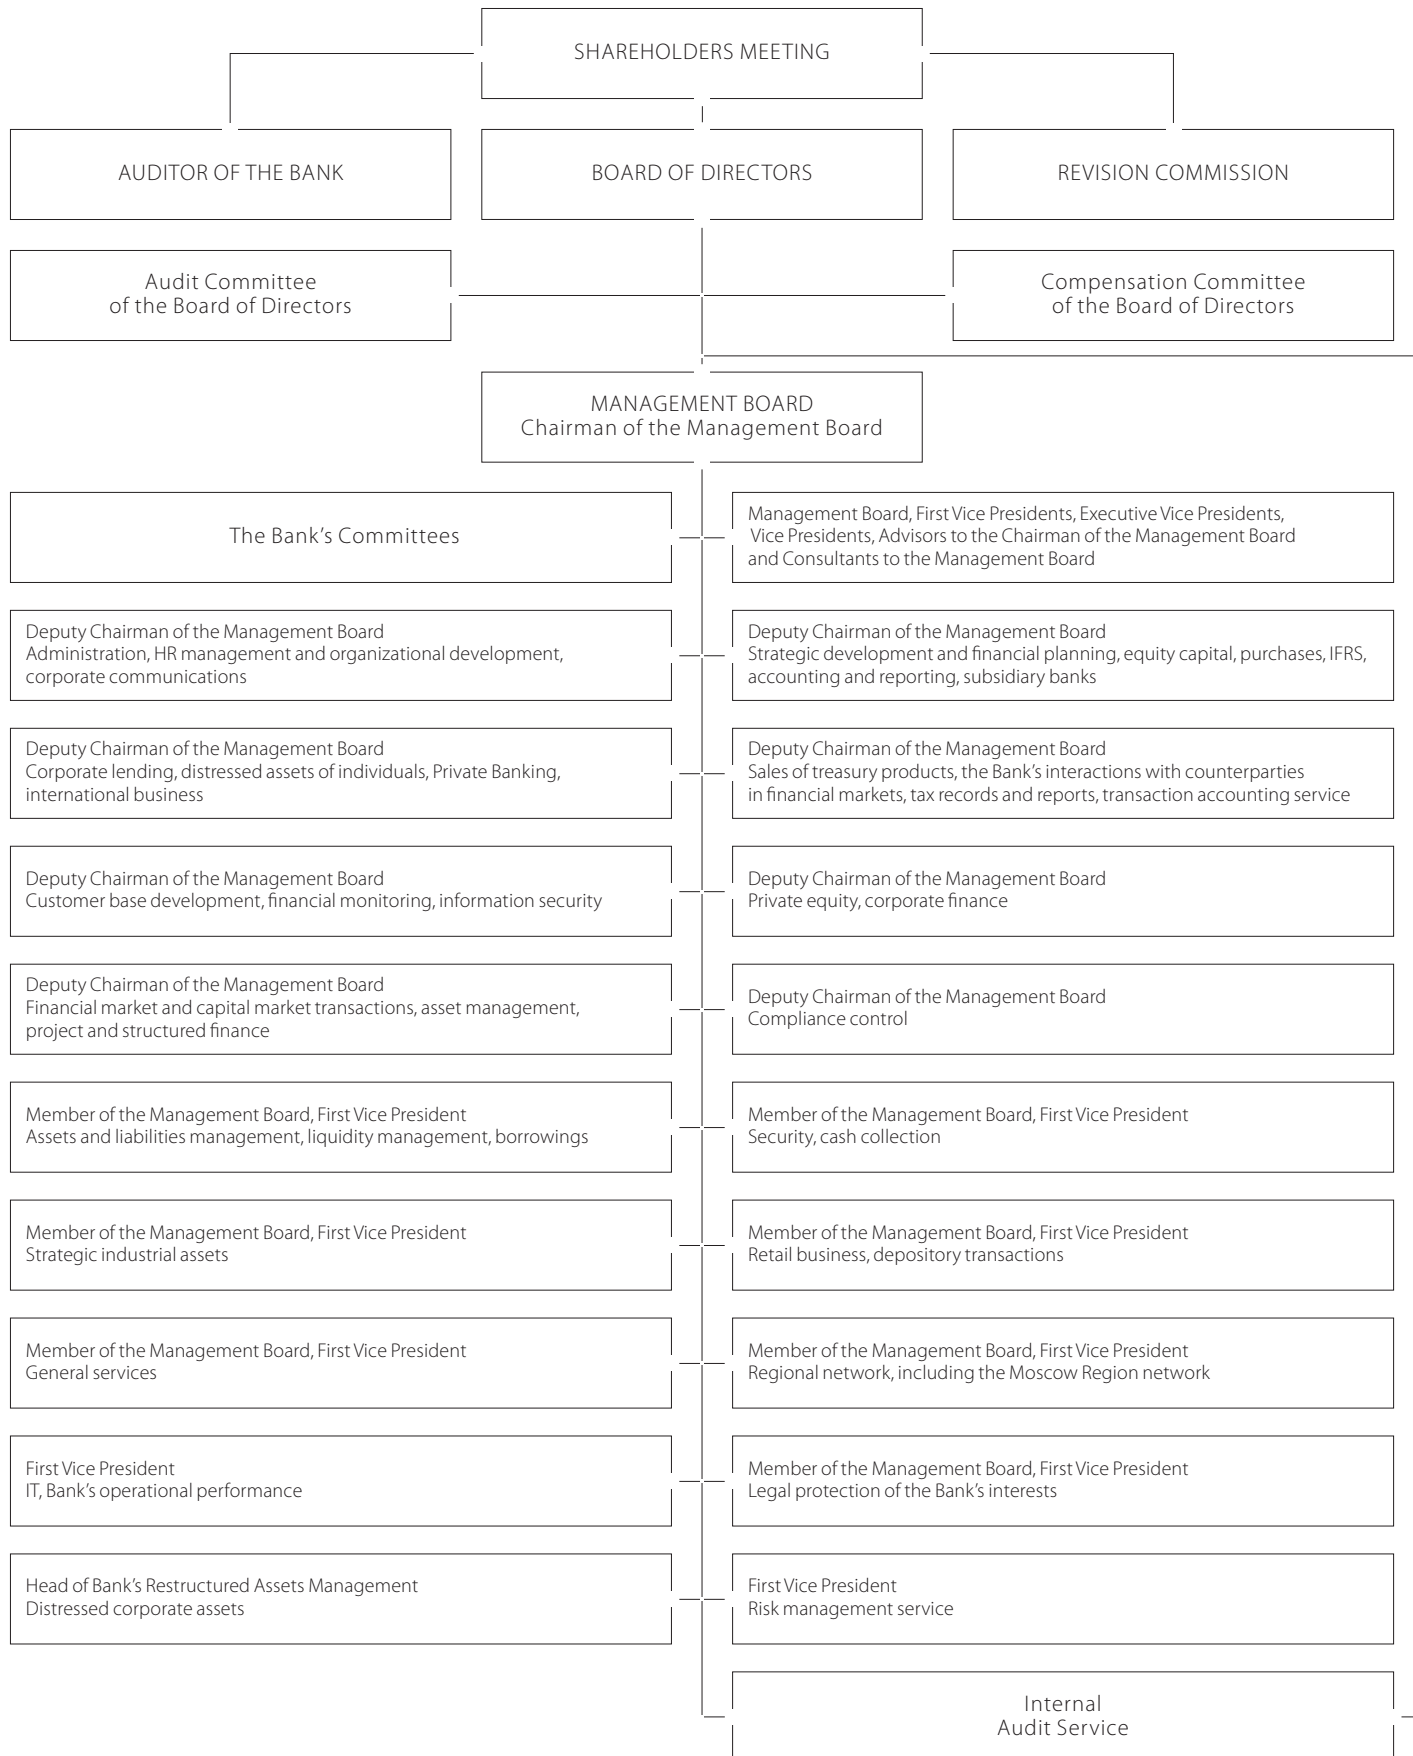 SHAREHOLDERS MEETING
AUDITOR OF THE BANK
BOARD OF DIRECTORS
REVISION COMMISSION
Audit Committee
of the Board of Directors
Compensation Committee
of the Board of Directors
MANAGEMENT BOARD
Chairman of the Management Board
The Bank's Committees
Management Board, First Vice Presidents, Executive Vice Presidents,
Vice Presidents, Advisors to the Chairman of the Management Board
and Consultants to the Management Board
Deputy Chairman of the Management Board
Administration, HR management and organizational development,
corporate communications
Deputy Chairman of the Management Board
Strategic development and financial planning, equity capital, purchases, IFRS,
accounting and reporting, subsidiary banks
Deputy Chairman of the Management Board
Corporate lending, distressed assets of individuals, Private Banking,
international business
Deputy Chairman of the Management Board
Sales of treasury products, the Bank's interactions with counterparties
in financial markets, tax records and reports, transaction accounting service
Deputy Chairman of the Management Board
Customer base development, financial monitoring, information security
Deputy Chairman of the Management Board
Private equity, corporate finance
Deputy Chairman of the Management Board
Financial market and capital market transactions, asset management,
project and structured finance
Deputy Chairman of the Management Board
Compliance control
Member of the Management Board, First Vice President
Assets and liabilities management, liquidity management, borrowings
Member of the Management Board, First Vice President
Security, cash collection
Member of the Management Board, First Vice President
Strategic industrial assets
Member of the Management Board, First Vice President
Retail business, depository transactions
Member of the Management Board, First Vice President
General services
Member of the Management Board, First Vice President
Regional network, including the Moscow Region network
First Vice President
IT, Bank's operational performance
Member of the Management Board, First Vice President
Legal protection of the Bank's interests
Head of Bank's Restructured Assets Management
Distressed corporate assets
First Vice President
Risk management service
Internal
Audit Service